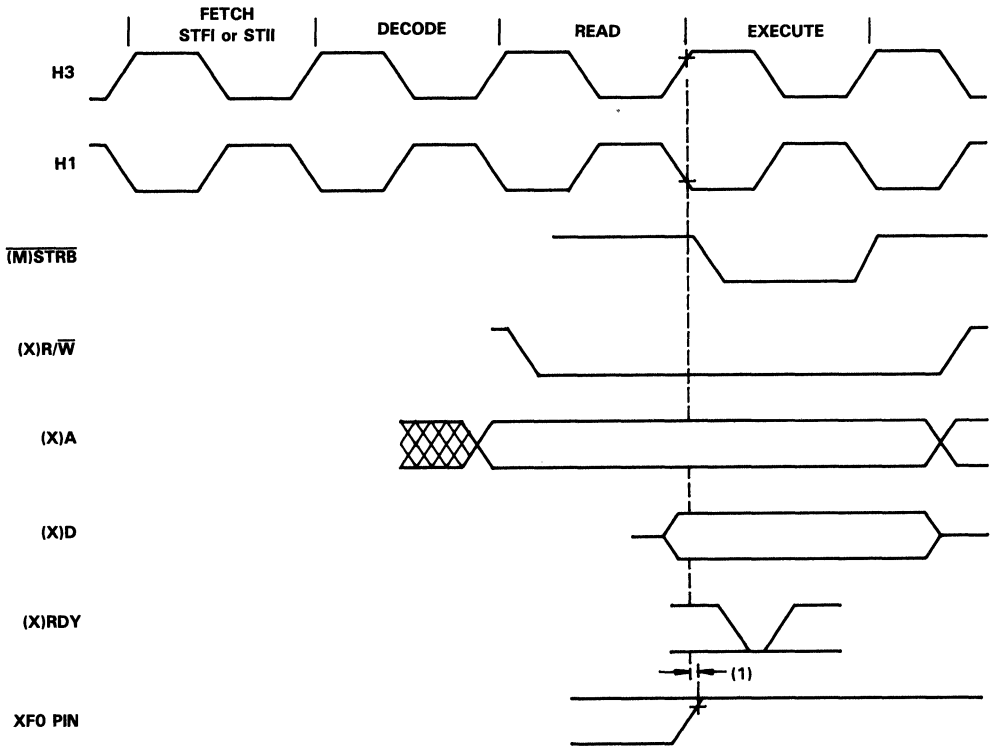 FETCH
STFI or STII
DECODE
READ
EXECUTE
H3
H1
(M)STRB
(X)R/W
(X)A
(X)D
(X)RDY
(1)
XF0 PIN